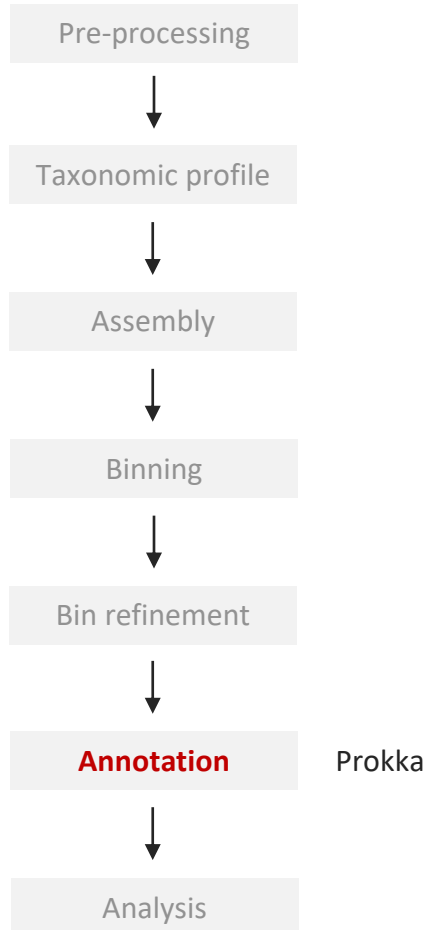 Pre-processing
Taxonomic profile
Assembly
Binning
Bin refinement
Annotation Prokka
Analysis